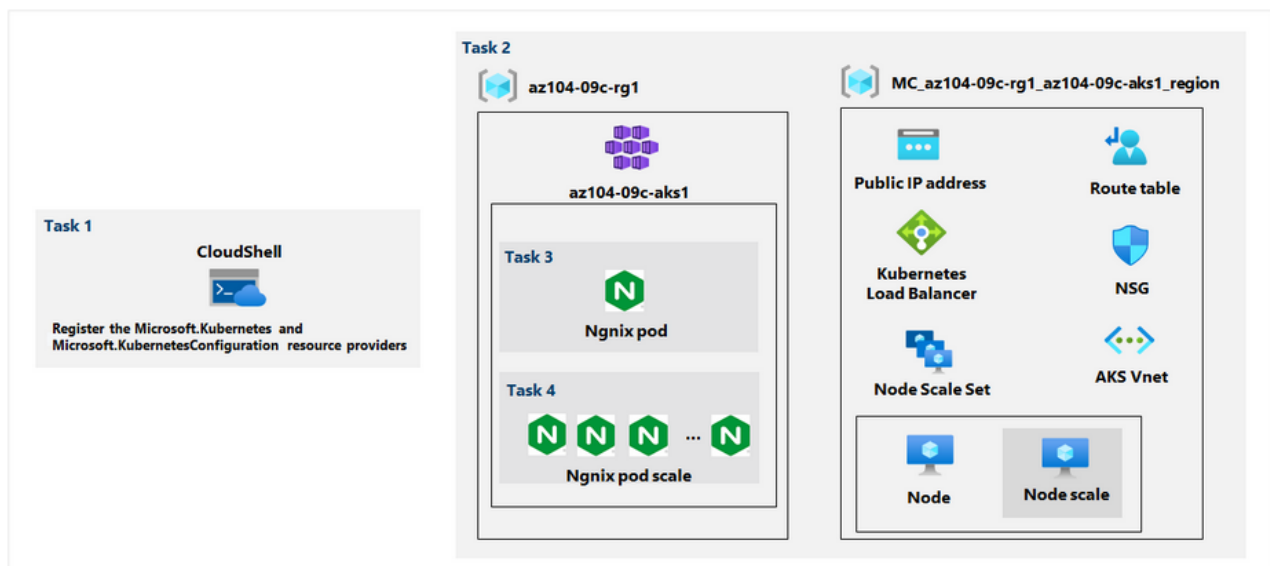 Task 1
CloudShell
Register the Microsoft.Kubernetes and
Microsoft.KubernetesConfiguration resource providers
Task 2
az104-09c-rg1
az104-09c-aks1
Task 3
Ngnix pod
Task 4
...
Ngnix pod scale
MC_az104-09c-rg1_az104-09c-aks1_region
Public IP address
Route table
Kubernetes
Load Balancer
NSG
Node Scale Set
AKS Vnet
Node
Node scale